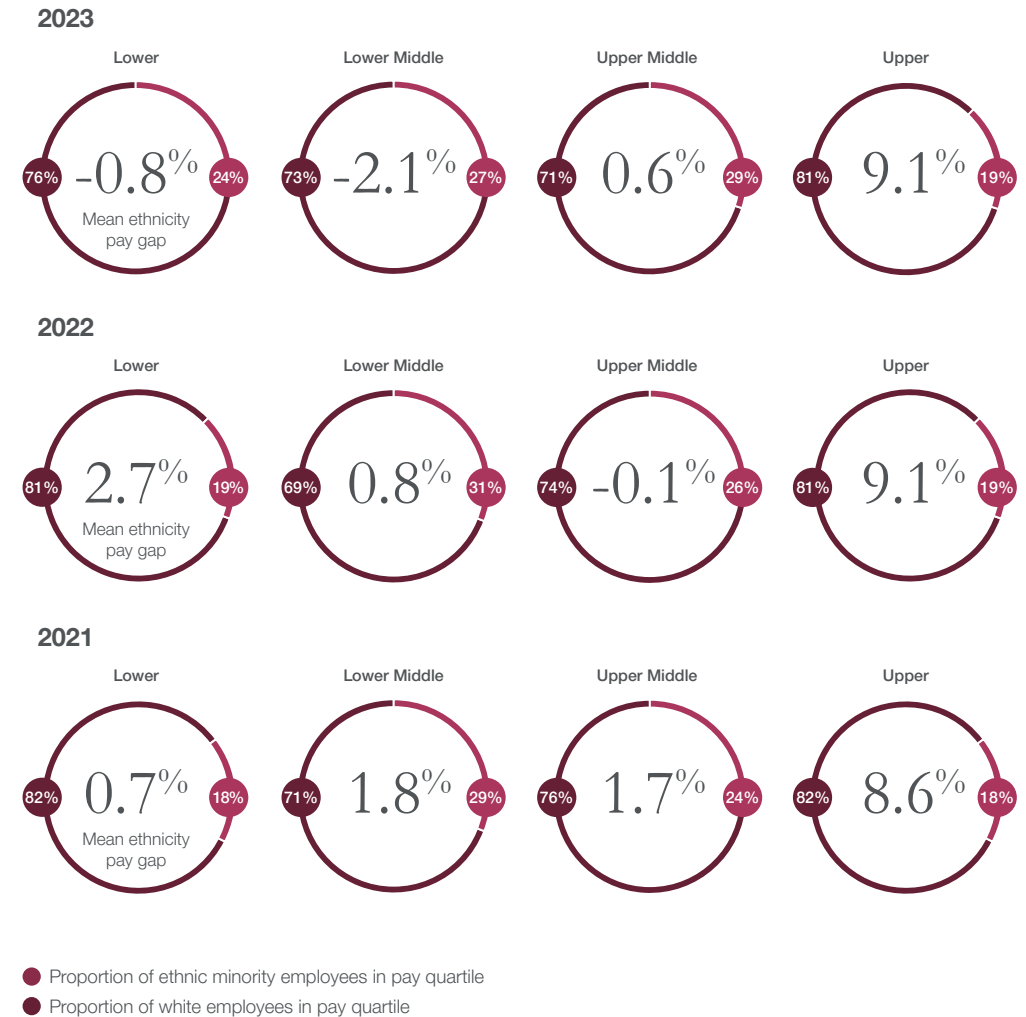 2023
Lower
Lower Middle
Upper Middle
Upper
76% -0.8% 24%
Mean ethnicity
pay gap
73% -2.1% 27%
71% 0.6% 29%
81% 9.1% 19%
2022
Lower
Lower Middle
Upper Middle
Upper
81% 2.7% 19%
Mean ethnicity
pay gap
69% 0.8% 31%
74% -0.1% 26%
81% 9.1% 19%
2021
Lower
Lower Middle
Upper Middle
Upper
82% 0.7% 18%
Mean ethnicity
pay gap
71% 1.8% 29%
76% 1.7% 24%
82% 8.6% 18%
Proportion of ethnic minority employees in pay quartile
Proportion of white employees in pay quartile